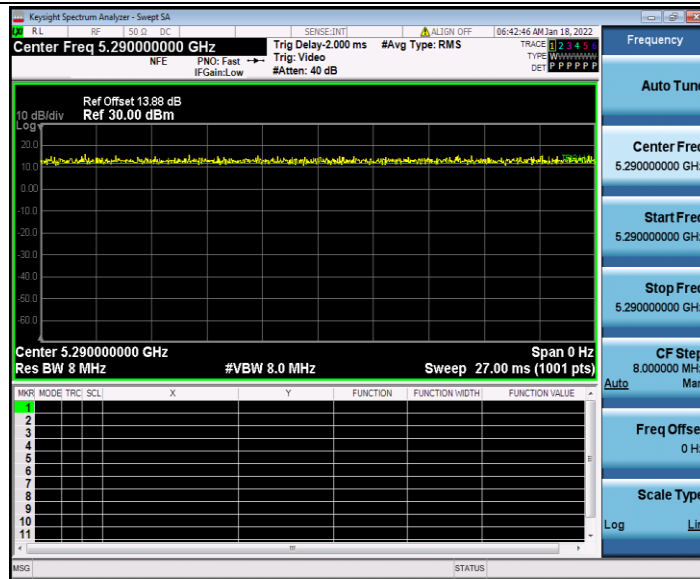 Keysight Spectrum Analyzer - Swept SA
RL RF 50 Ω DC SENSE:INT ALIGN OFF 06:42:46 AM Jan 18, 2022
Center Freq 5.290000000 GHz
NFE PNO: Fast IFGain:Low
Trig Delay-2.000 ms #Avg Type: RMS
Trig: Video
#Atten: 40 dB
TRACE 1 2 3 4 5 6
TYPE W
DET P P P P P P
Ref Offset 13.88 dB
10 dB/div Ref 30.00 dBm
Log
20.0
10.0
0.00
-10.0
-20.0
-30.0
-40.0
-50.0
-60.0
Center 5.290000000 GHz Span 0 Hz
Res BW 8 MHz #VBW 8.0 MHz Sweep 27.00 ms (1001 pts)
MKR MODE TRC SCL X Y FUNCTION FUNCTION WIDTH FUNCTION VALUE
1
2
3
4
5
6
7
8
9
10
11
MSG STATUS
Frequency
Auto Tune
Center Freq
5.290000000 GHz
Start Freq
5.290000000 GHz
Stop Freq
5.290000000 GHz
CF Step
8.000000 MHz
Auto Man
Freq Offset
0 Hz
Scale Type
Log Lin